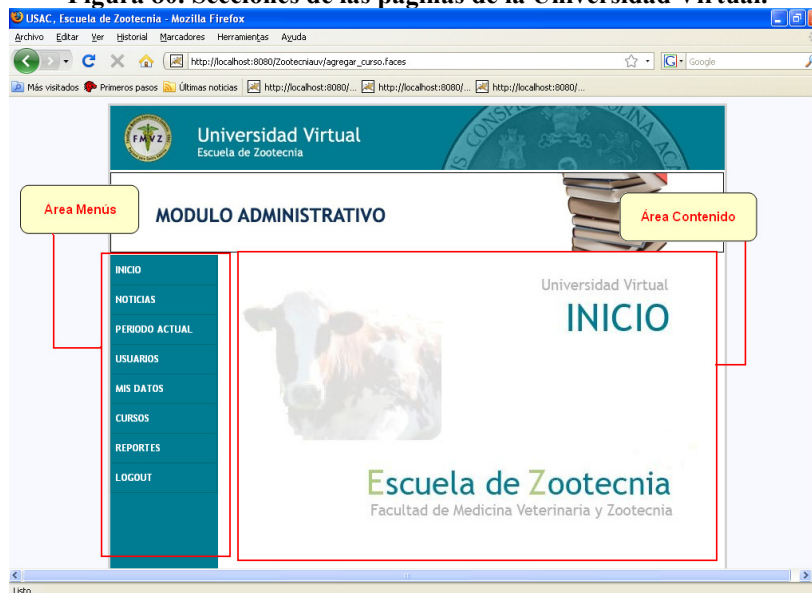 Figura 86. Secciones de las páginas de la Universidad Virtual.
USAC, Escuela de Zootecnia - Mozilla Firefox
Archivo Editar Ver Historial Marcadores Herramientas Ayuda
http://localhost:8080/Zootecniauv/agregar_curso.faces
Google
Más visitados Primeros pasos Últimas noticias http://localhost:8080/... http://localhost:8080/... http://localhost:8080/...
FMVZ
Universidad Virtual
Escuela de Zootecnia
Area Menús
MODULO ADMINISTRATIVO
Área Contenido
INICIO
NOTICIAS
PERIODO ACTUAL
USUARIOS
MIS DATOS
CURSOS
REPORTES
LOGOUT
Universidad Virtual
INICIO
Escuela de Zootecnia
Facultad de Medicina Veterinaria y Zootecnia
Listo